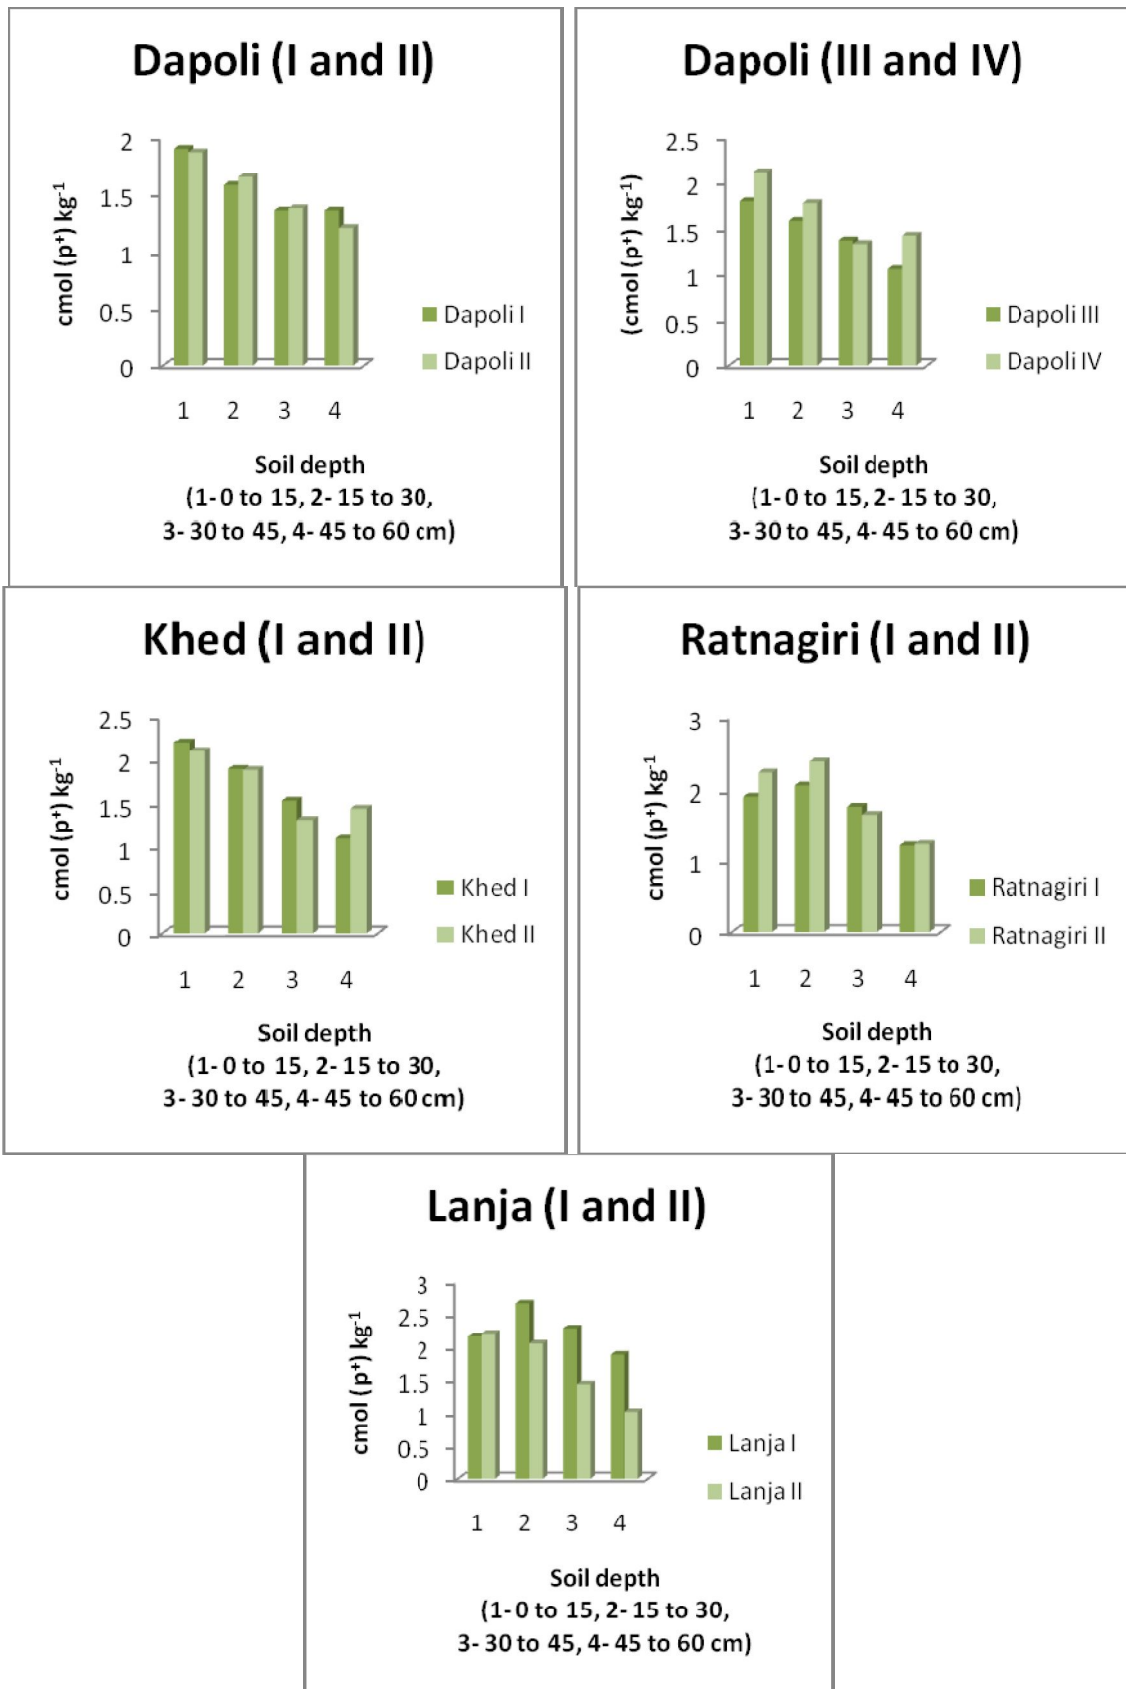 Dapoli (I and II)
cmol (p⁺) kg⁻¹
2
1.5
1
0.5
0
1 2 3 4
Dapoli I
Dapoli II
Soil depth
(1- 0 to 15, 2- 15 to 30,
3- 30 to 45, 4- 45 to 60 cm)
Dapoli (III and IV)
(cmol (p⁺) kg⁻¹)
2.5
2
1.5
1
0.5
0
1 2 3 4
Dapoli III
Dapoli IV
Soil depth
(1- 0 to 15, 2- 15 to 30,
3- 30 to 45, 4- 45 to 60 cm)
Khed (I and II)
cmol (p⁺) kg⁻¹
2.5
2
1.5
1
0.5
0
1 2 3 4
Khed I
Khed II
Soil depth
(1- 0 to 15, 2- 15 to 30,
3- 30 to 45, 4- 45 to 60 cm)
Ratnagiri (I and II)
cmol (p⁺) kg⁻¹
3
2
1
0
1 2 3 4
Ratnagiri I
Ratnagiri II
Soil depth
(1- 0 to 15, 2- 15 to 30,
3- 30 to 45, 4- 45 to 60 cm)
Lanja (I and II)
cmol (p⁺) kg⁻¹
3
2.5
2
1.5
1
0.5
0
1 2 3 4
Lanja I
Lanja II
Soil depth
(1- 0 to 15, 2- 15 to 30,
3- 30 to 45, 4- 45 to 60 cm)